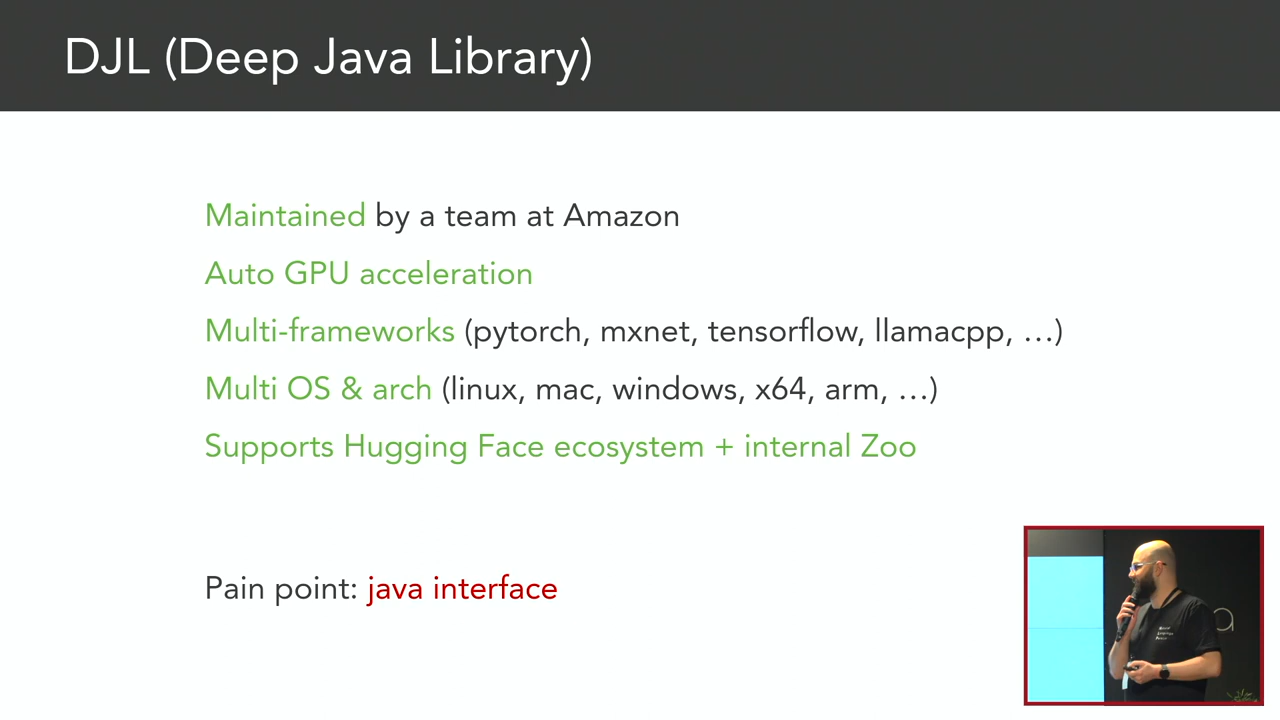 DJL (Deep Java Library)
Maintained by a team at Amazon
Auto GPU acceleration
Multi-frameworks (pytorch, mxnet, tensorflow, llamacpp, …)
Multi OS & arch (linux, mac, windows, x64, arm, …)
Supports Hugging Face ecosystem + internal Zoo
Pain point: java interface
a